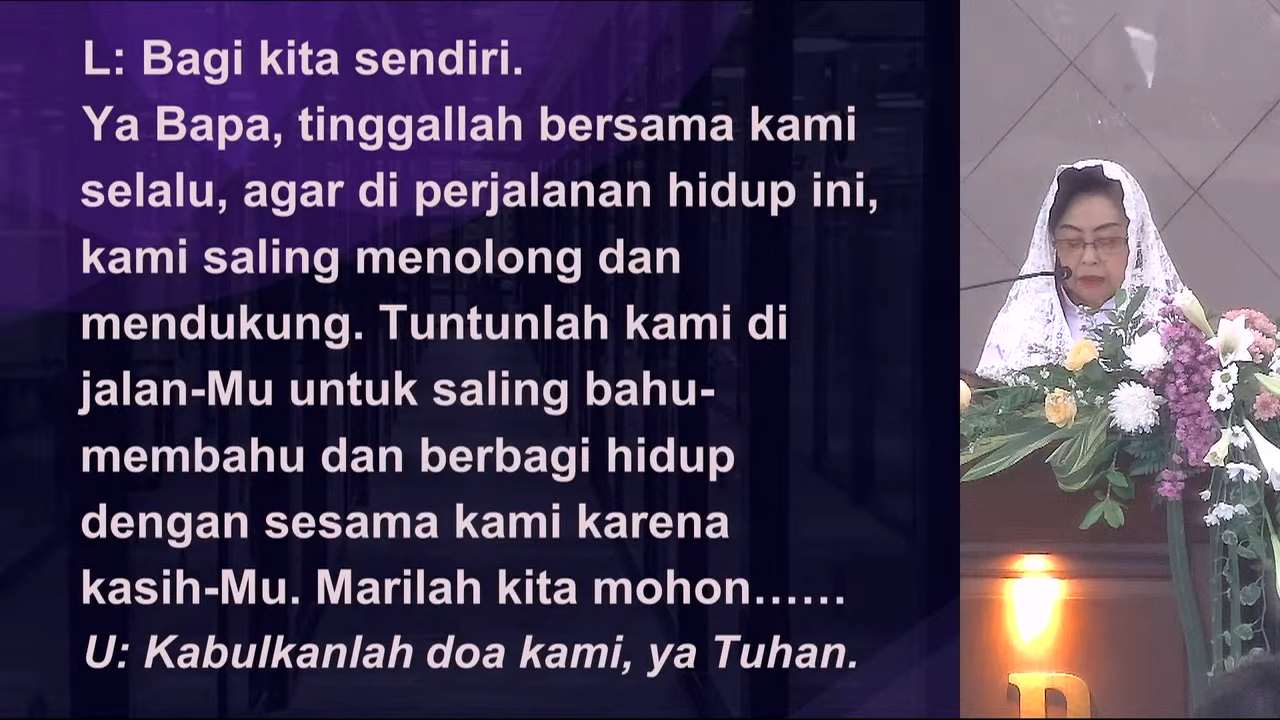 L: Bagi kita sendiri.
Ya Bapa, tinggallah bersama kami
selalu, agar di perjalanan hidup ini,
kami saling menolong dan
mendukung. Tuntunlah kami di
jalan-Mu untuk saling bahu-
membahu dan berbagi hidup
dengan sesama kami karena
kasih-Mu. Marilah kita mohon......
U: Kabulkanlah doa kami, ya Tuhan.